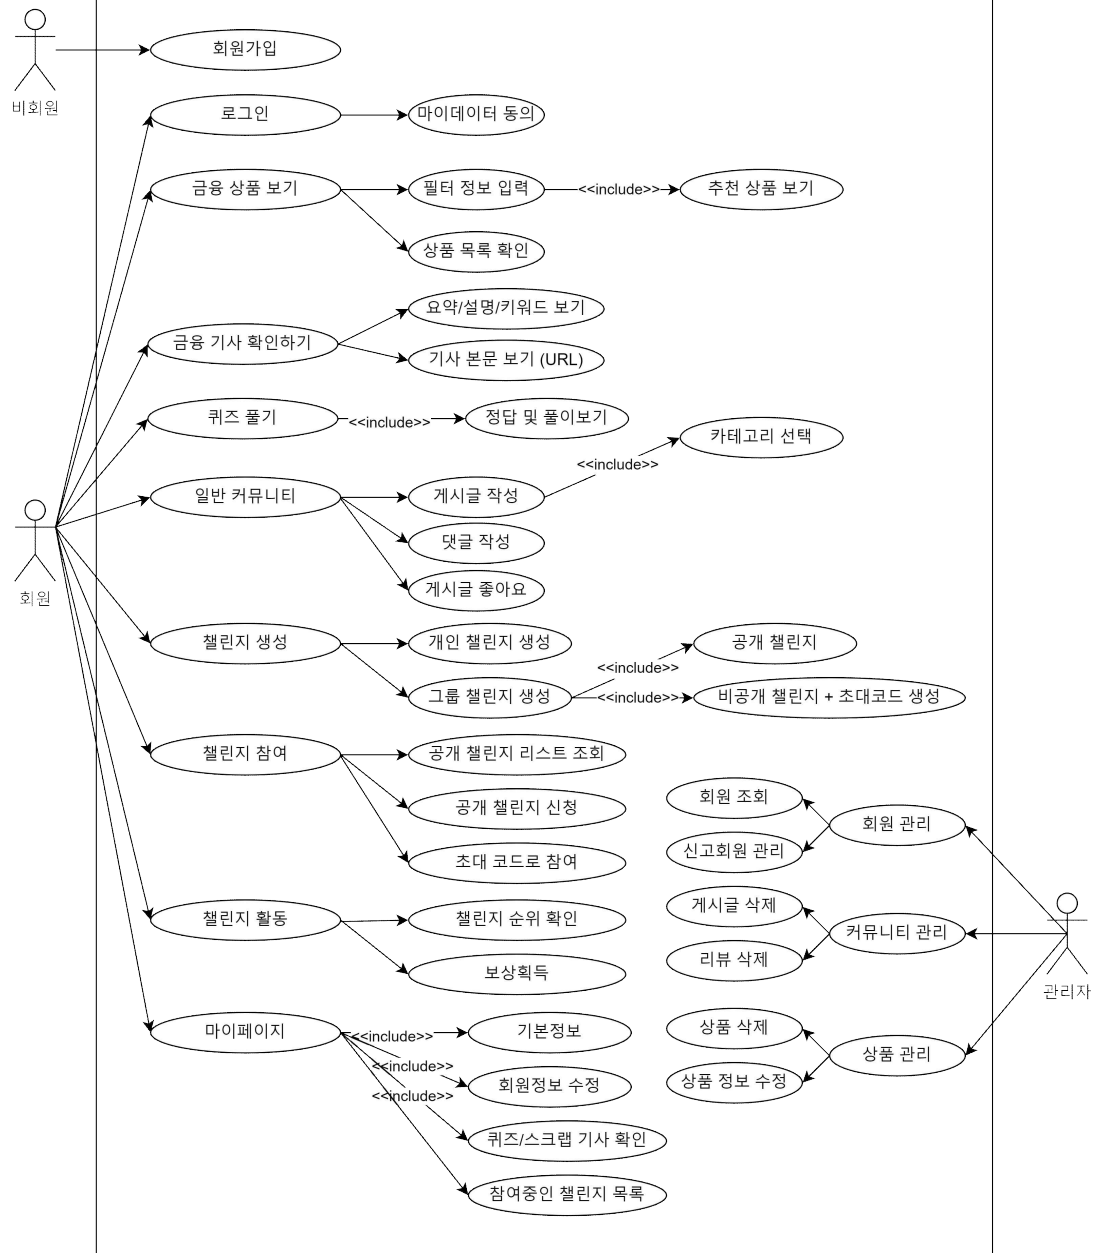 비회원
회원가입
로그인
마이데이터 동의
금융 상품 보기
필터 정보 입력
<<include>>
추천 상품 보기
상품 목록 확인
금융 기사 확인하기
요약/설명/키워드 보기
기사 본문 보기 (URL)
퀴즈 풀기
<<include>>
정답 및 풀이보기
카테고리 선택
<<include>>
일반 커뮤니티
게시글 작성
댓글 작성
게시글 좋아요
회원
챌린지 생성
개인 챌린지 생성
공개 챌린지
<<include>>
그룹 챌린지 생성
<<include>>
비공개 챌린지 + 초대코드 생성
챌린지 참여
공개 챌린지 리스트 조회
공개 챌린지 신청
초대 코드로 참여
회원 조회
회원 관리
신고회원 관리
챌린지 활동
챌린지 순위 확인
보상획득
게시글 삭제
커뮤니티 관리
리뷰 삭제
관리자
마이페이지
<<include>>
기본정보
<<include>>
회원정보 수정
<<include>>
퀴즈/스크랩 기사 확인
참여중인 챌린지 목록
상품 삭제
상품 관리
상품 정보 수정